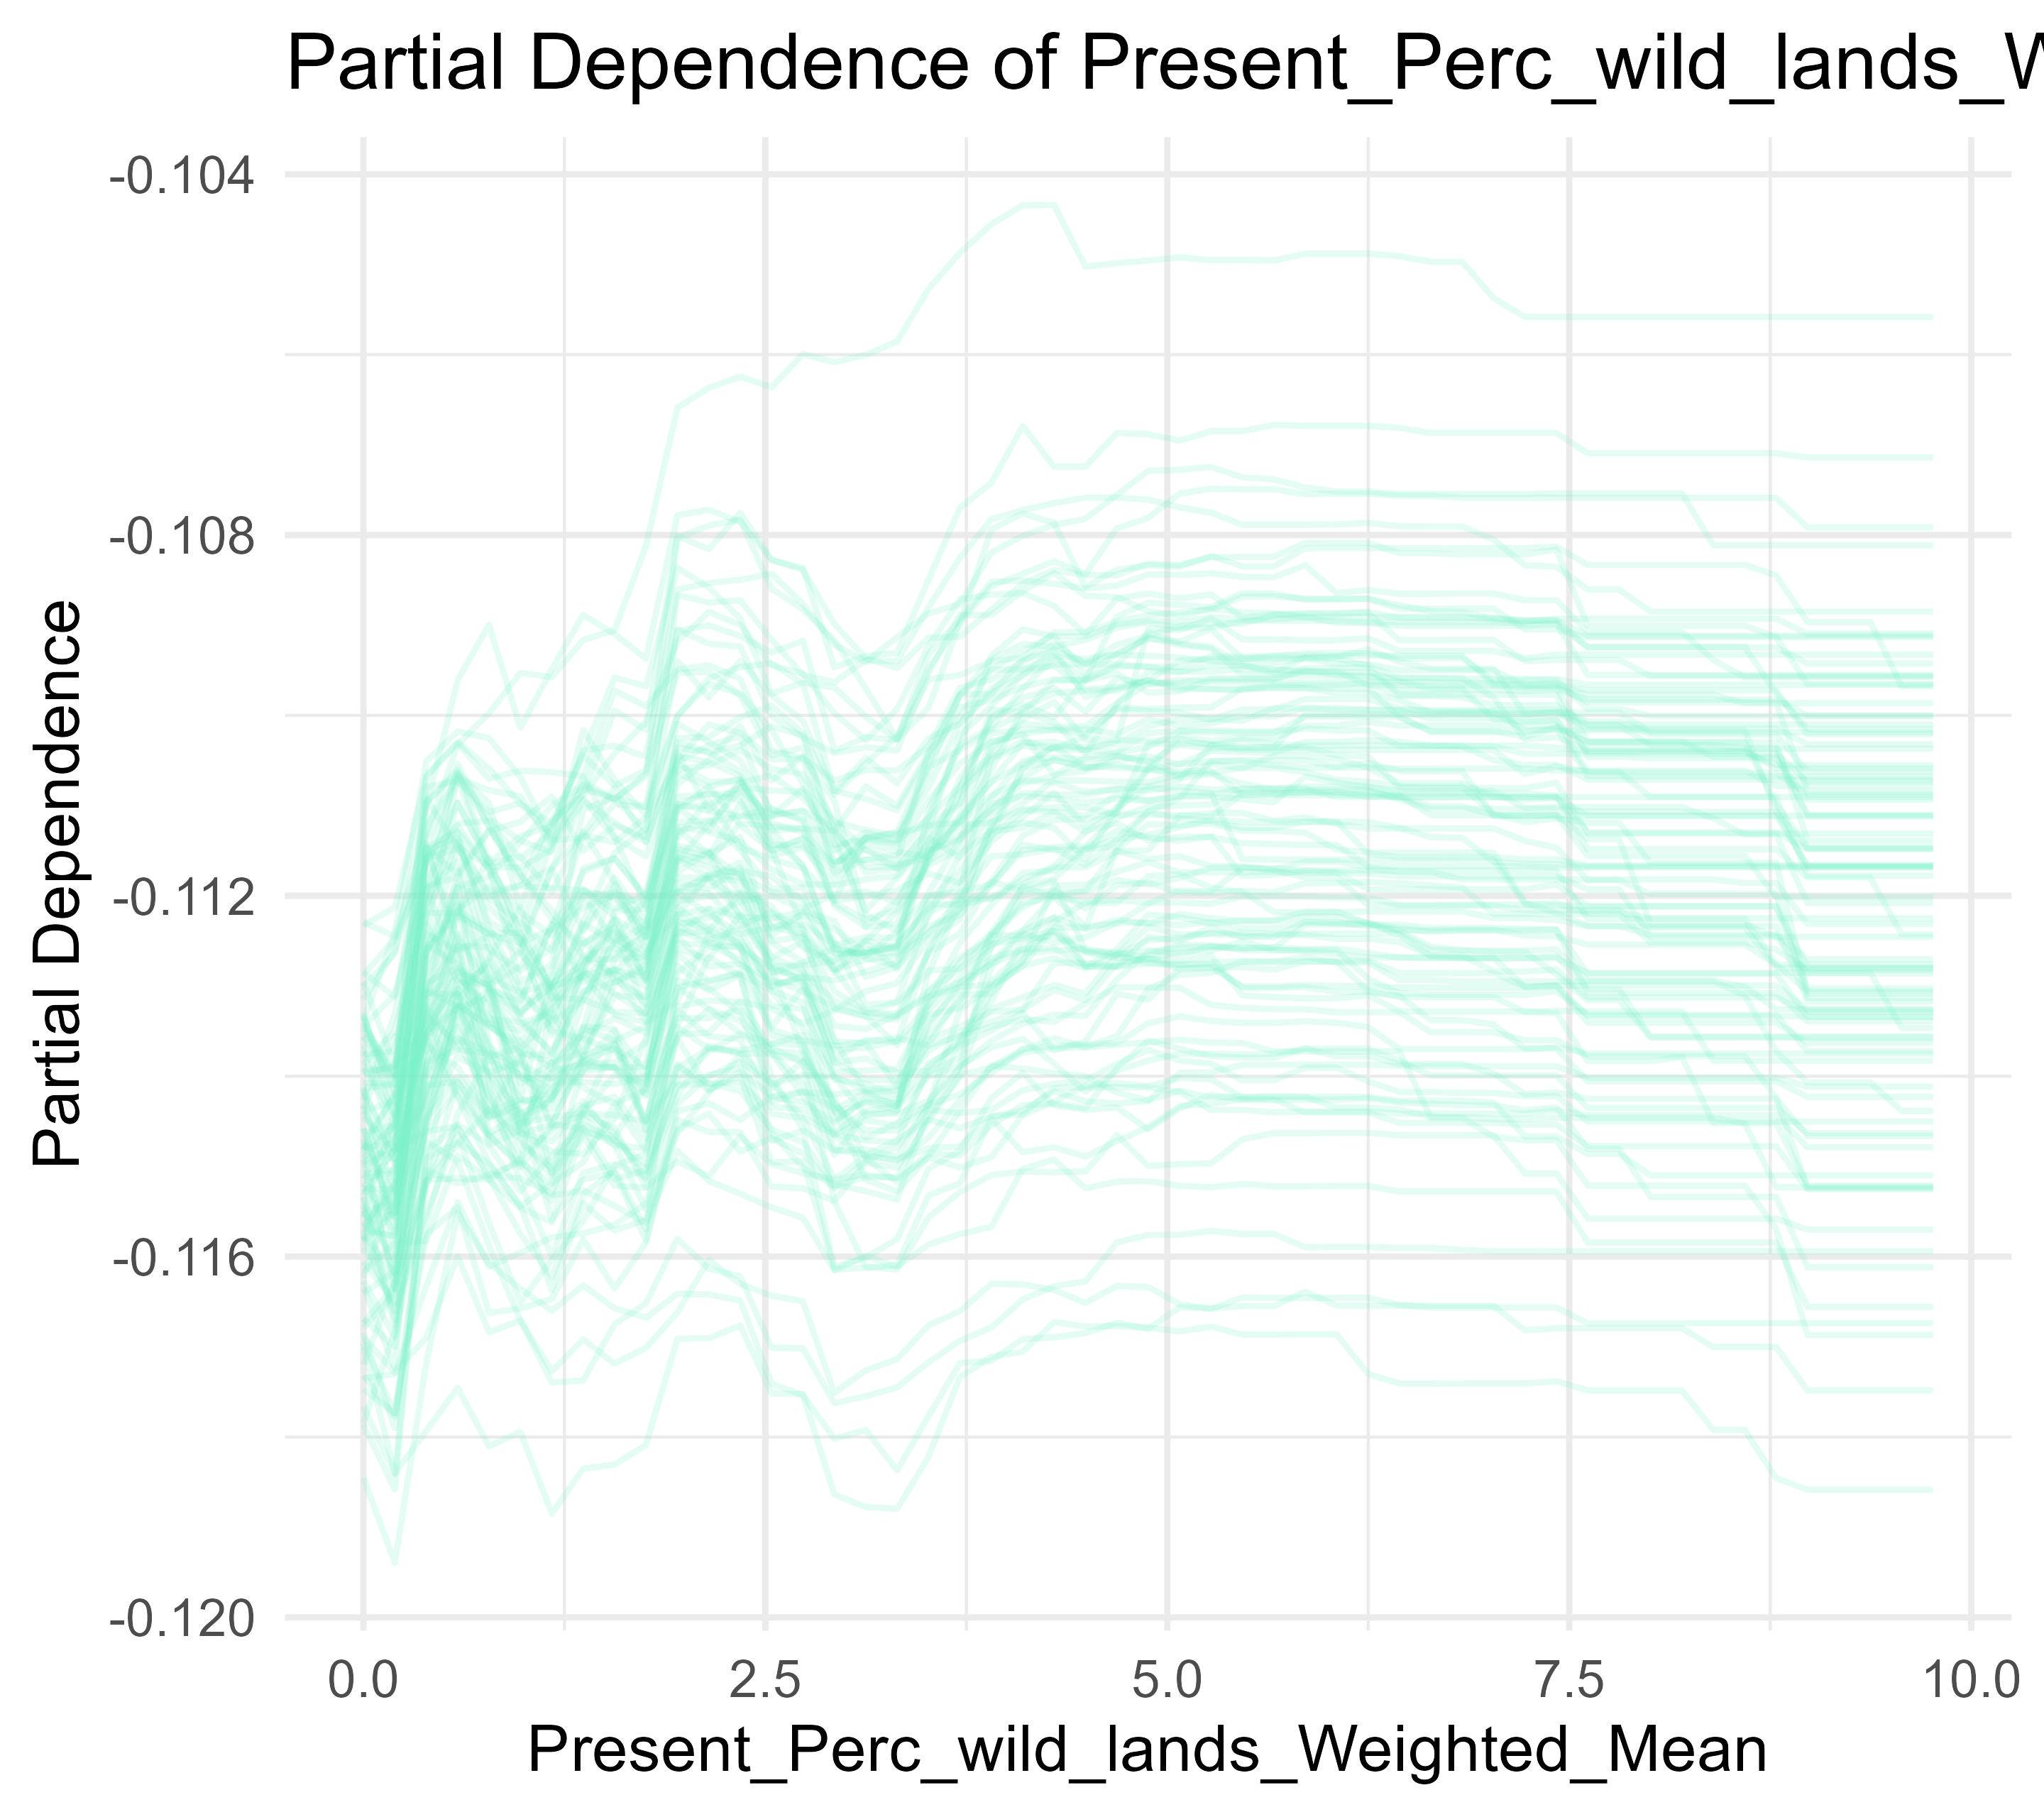 Partial Dependence of Present_Perc_wild_lands_W
-0.104
-0.108
-0.112
-0.116
-0.120
Partial Dependence
0.0 2.5 5.0 7.5 10.0
Present_Perc_wild_lands_Weighted_Mean